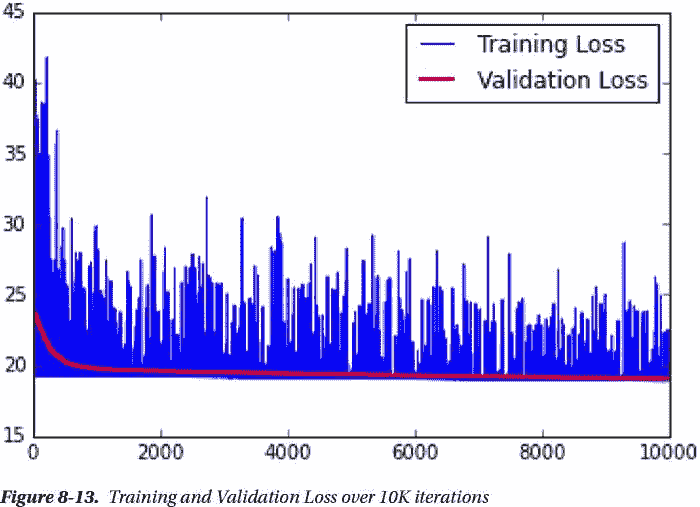 45
40
35
30
25
20
15
0 2000 4000 6000 8000 10000
Training Loss
Validation Loss
Figure 8-13. Training and Validation Loss over 10K iterations